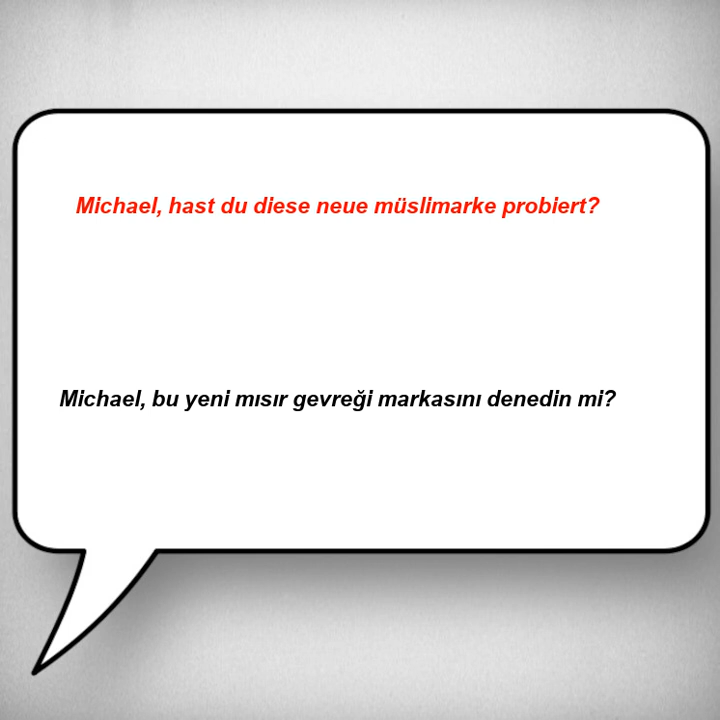 Michael, hast du diese neue müslimarke probiert?
Michael, bu yeni mısır gevreği markasını denedin mi?